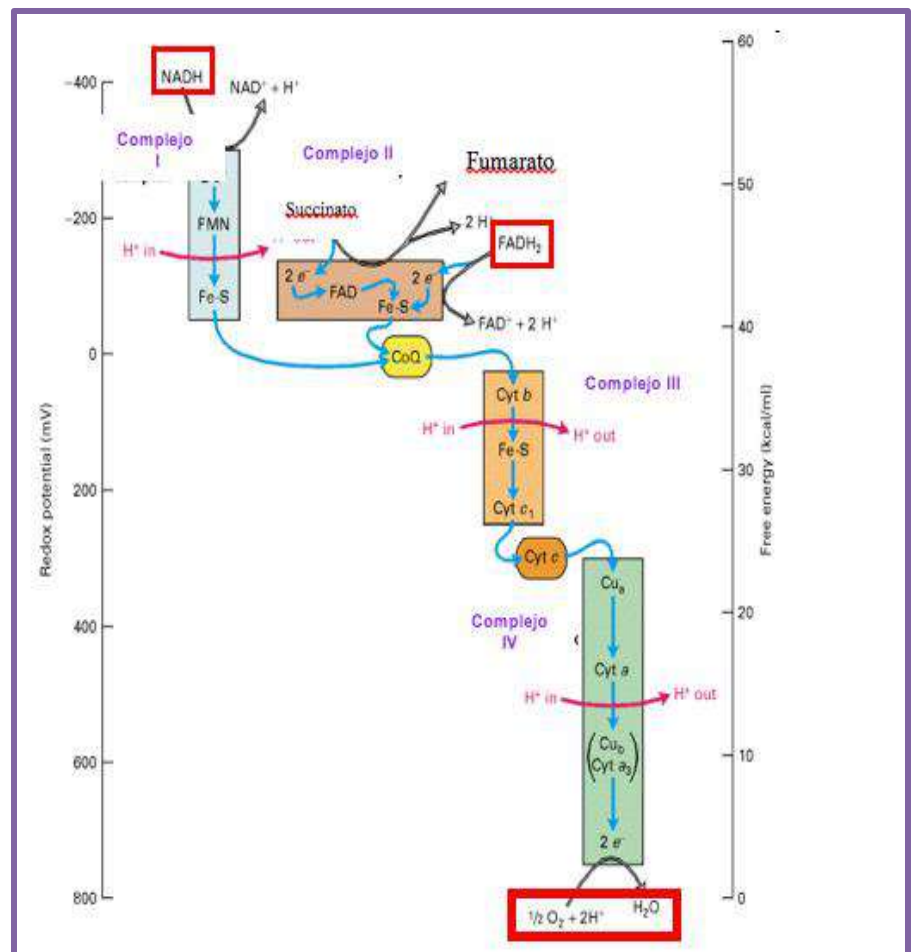 60
-400
NADH
NAD⁺ + H⁺
Complejo
I
Complejo II
Fumarato
50
-200
FMN
Succinato
2 H⁺
FADH₂
H⁺ in
2 e⁻
FAD
2 e⁻
Fe-S
Fe-S
FAD⁺ + 2 H⁺
40
0
CoQ
Complejo III
Cyt b
H⁺ in
H⁺ out
Fe-S
30
200
Cyt c₁
Redox potential (mV)
Free energy (kcal/ml)
Cyt c
Cuₐ
20
400
Complejo
IV
Cyt a
H⁺ in
H⁺ out
600
(Cu_b
Cyt a₃)
10
2 e⁻
800
½ O₂ + 2H⁺
H₂O
0